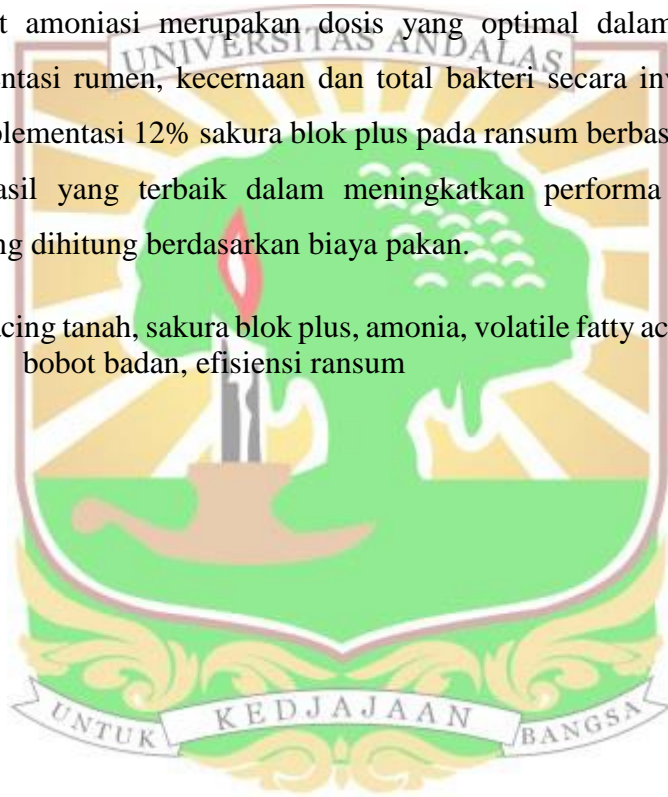 t amoniasi merupakan dosis yang optimal dalam
UNIVERSITAS ANDALAS
entasi rumen, kecernaan dan total bakteri secara inv
plementasi 12% sakura blok plus pada ransum berbas
asil yang terbaik dalam meningkatkan performa
ng dihitung berdasarkan biaya pakan.
acing tanah, sakura blok plus, amonia, volatile fatty ac
bobot badan, efisiensi ransum
UNTUK KEDJAJAAN BANGSA